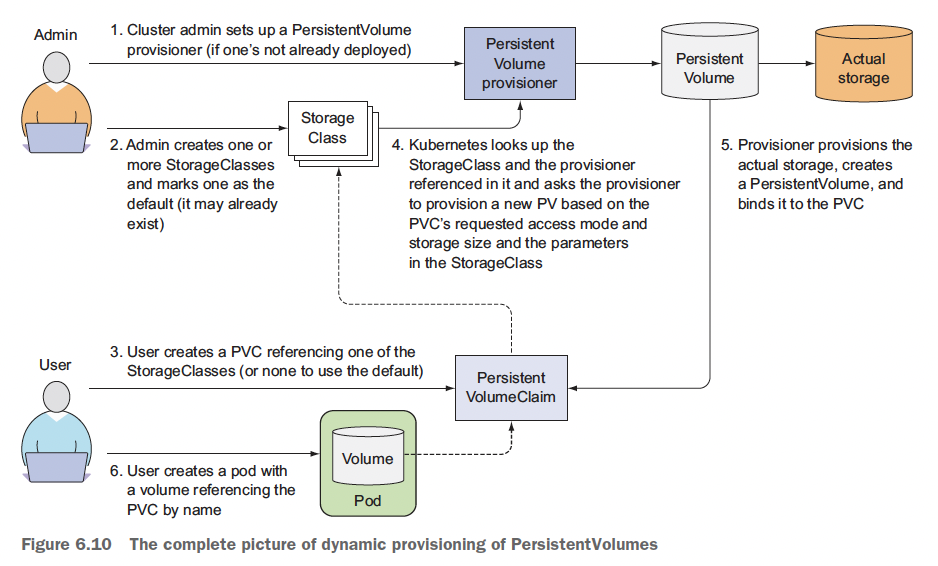 Admin
1. Cluster admin sets up a PersistentVolume
provisioner (if one's not already deployed)
Persistent
Volume
provisioner
Persistent
Volume
Actual
storage
Storage
Class
2. Admin creates one or
more StorageClasses
and marks one as the
default (it may already
exist)
4. Kubernetes looks up the
StorageClass and the provisioner
referenced in it and asks the provisioner
to provision a new PV based on the
PVC's requested access mode and
storage size and the parameters
in the StorageClass
5. Provisioner provisions the
actual storage, creates
a PersistentVolume, and
binds it to the PVC
User
3. User creates a PVC referencing one of the
StorageClasses (or none to use the default)
Persistent
VolumeClaim
6. User creates a pod with
a volume referencing the
PVC by name
Volume
Pod
Figure 6.10 The complete picture of dynamic provisioning of PersistentVolumes